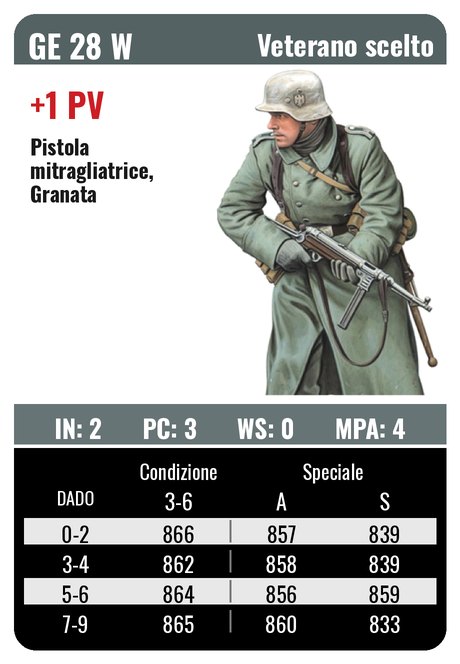 GE 28 W
Veterano scelto
+1 PV
Pistola
mitragliatrice,
Granata
IN: 2 PC: 3 WS: 0 MPA: 4
Condizione Speciale
DADO 3-6 A S
0-2 866 857 839
3-4 862 858 839
5-6 864 856 859
7-9 865 860 833